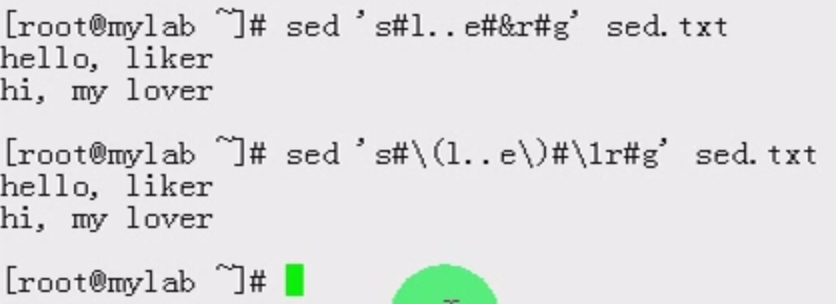 [root@mylab ~]# sed 's#l..e#&r#g' sed.txt
hello, liker
hi, my lover
[root@mylab ~]# sed 's#\(l..e\)#\1r#g' sed.txt
hello, liker
hi, my lover
[root@mylab ~]#